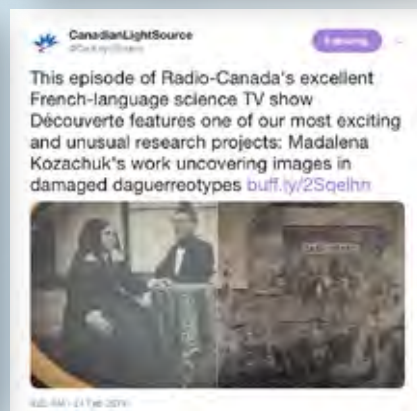 CanadianLightSource
Following
This episode of Radio-Canada's excellent
French-language science TV show
Découverte features one of our most exciting
and unusual research projects: Madalena
Kozachuk's work uncovering images in
damaged daguerreotypes buff.ly/2Sqelhn